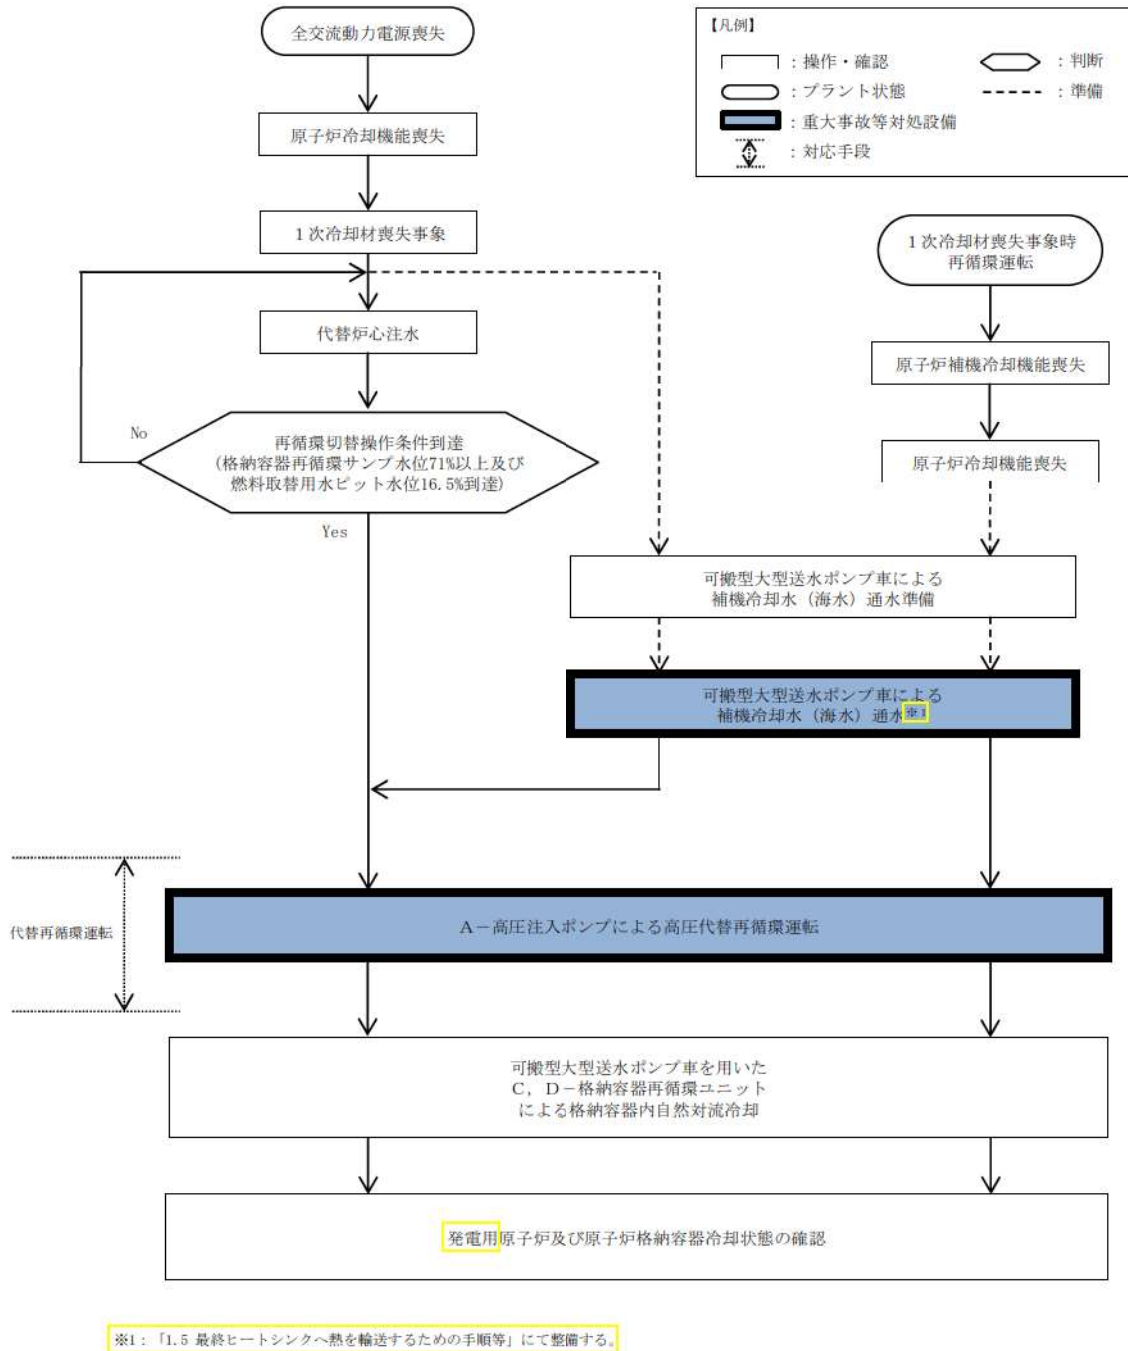 全交流動力電源喪失
【凡例】
：操作・確認
：判断
：プラント状態
：準備
：重大事故等対処設備
：対応手段
原子炉冷却機能喪失
１次冷却材喪失事象
１次冷却材喪失事象時
再循環運転
代替炉心注水
原子炉補機冷却機能喪失
No
再循環切替操作条件到達
(格納容器再循環サンプ水位71%以上及び
燃料取替用水ピット水位16.5%到達)
原子炉冷却機能喪失
Yes
可搬型大型送水ポンプ車による
補機冷却水（海水）通水準備
可搬型大型送水ポンプ車による
補機冷却水（海水）通水※1
代替再循環運転
Ａ－高圧注入ポンプによる高圧代替再循環運転
可搬型大型送水ポンプ車を用いた
Ｃ，Ｄ－格納容器再循環ユニット
による格納容器内自然対流冷却
発電用原子炉及び原子炉格納容器冷却状態の確認
※1：「1.5 最終ヒートシンクへ熱を輸送するための手順等」にて整備する。